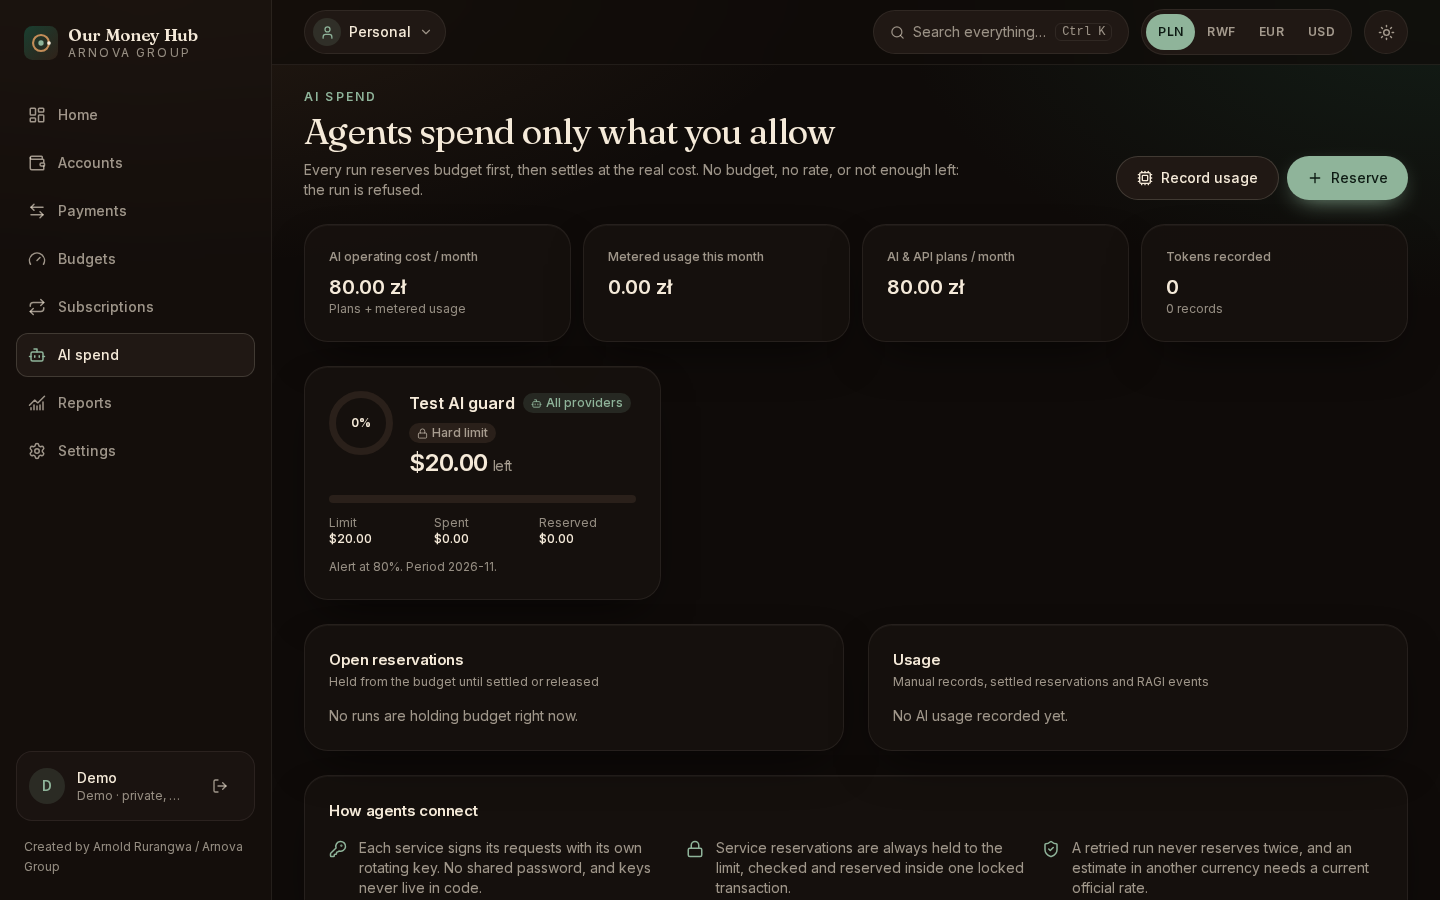 Our Money Hub
ARNOVA GROUP
Home
Accounts
Payments
Budgets
Subscriptions
AI spend
Reports
Settings
D
Demo
Demo · private, ...
Created by Arnold Rurangwa / Arnova
Group
Personal
Search everything...
Ctrl K
PLN
RWF
EUR
USD
AI SPEND
Agents spend only what you allow
Every run reserves budget first, then settles at the real cost. No budget, no rate, or not enough left:
the run is refused.
Record usage
Reserve
AI operating cost / month
80.00 zł
Plans + metered usage
Metered usage this month
0.00 zł
AI & API plans / month
80.00 zł
Tokens recorded
0
0 records
0%
Test AI guard
All providers
Hard limit
$20.00 left
Limit
$20.00
Spent
$0.00
Reserved
$0.00
Alert at 80%. Period 2026-11.
Open reservations
Held from the budget until settled or released
No runs are holding budget right now.
Usage
Manual records, settled reservations and RAGI events
No AI usage recorded yet.
How agents connect
Each service signs its requests with its own
rotating key. No shared password, and keys
never live in code.
Service reservations are always held to the
limit, checked and reserved inside one locked
transaction.
A retried run never reserves twice, and an
estimate in another currency needs a current
official rate.